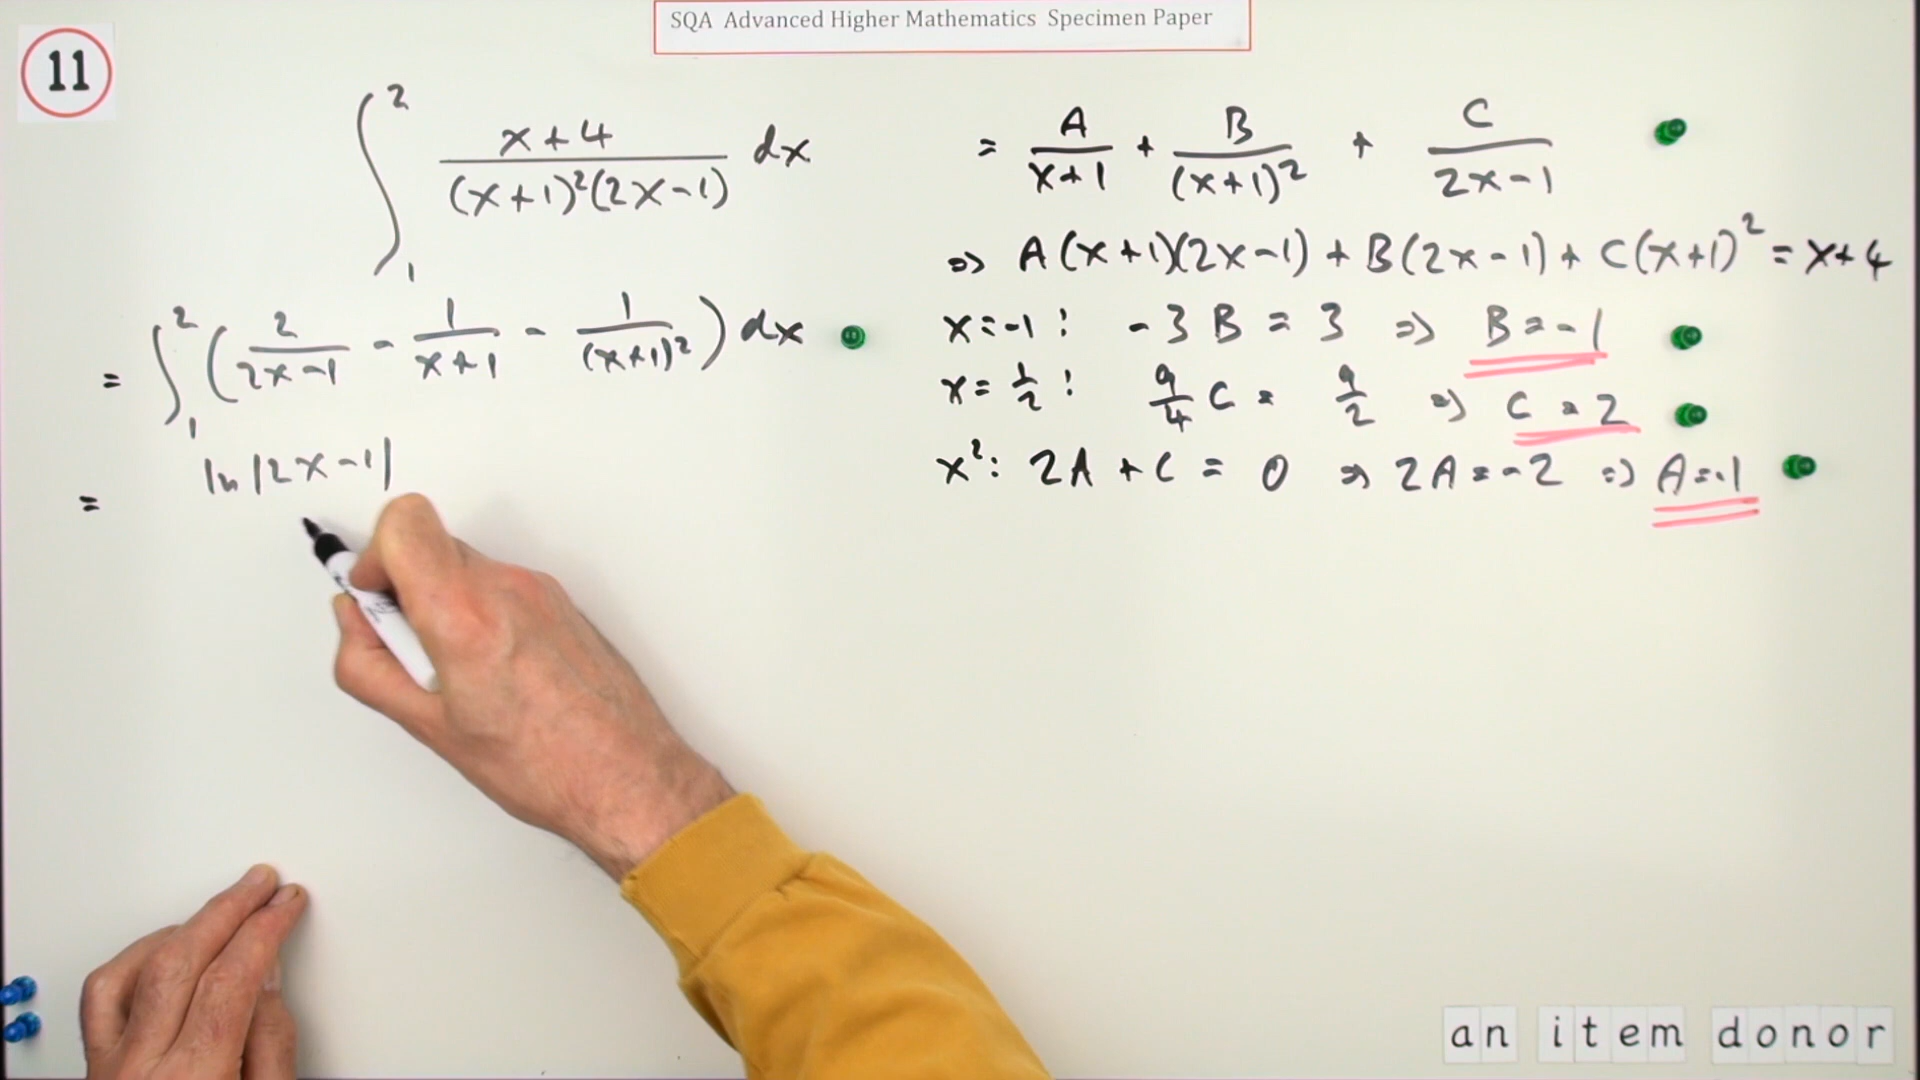 SQA Advanced Higher Mathematics Specimen Paper
11
∫₁² (x+4)/((x+1)²(2x-1)) dx
= A/(x+1) + B/(x+1)² + C/(2x-1)
=> A(x+1)(2x-1) + B(2x-1) + C(x+1)² = x+4
= ∫₁² (2/(2x-1) - 1/(x+1) - 1/(x+1)²) dx
x=-1: -3B = 3 => B=-1
x=1/2: 9/4 C = 9/2 => C=2
x²: 2A + C = 0 => 2A=-2 => A=-1
= ln|2x-1|
an item donor